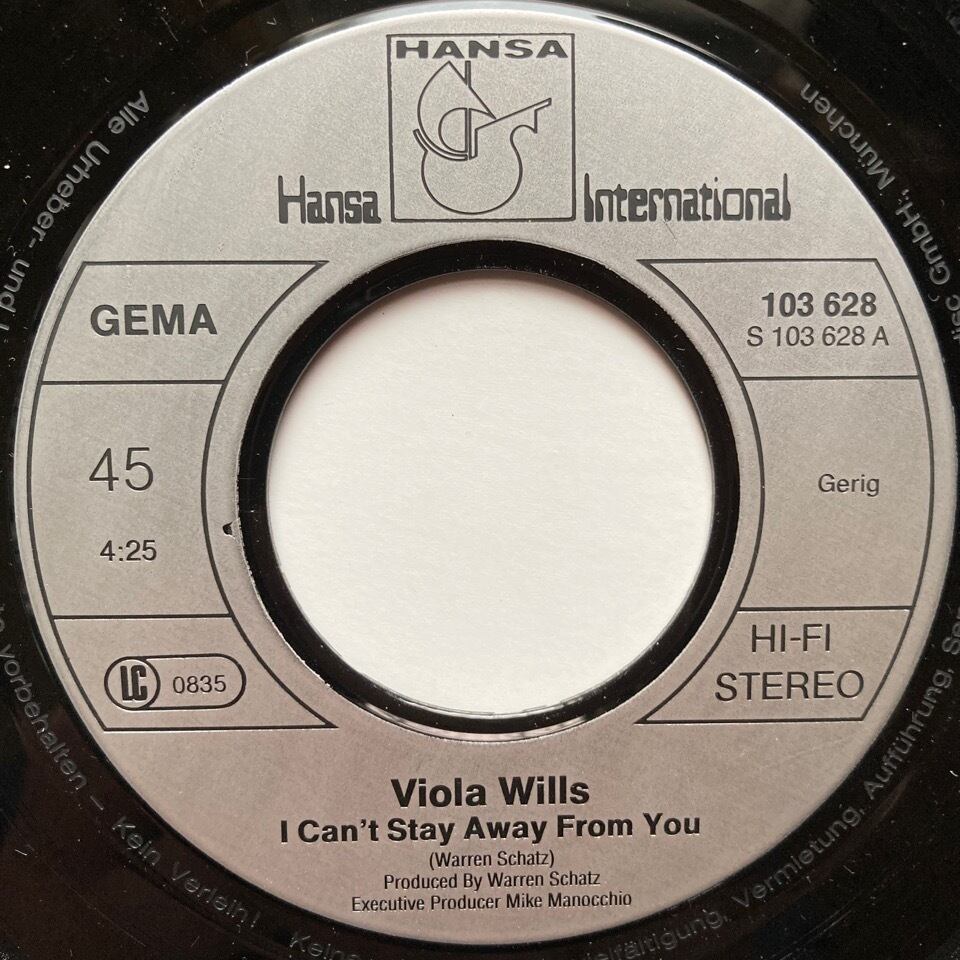 HANSA
Hansa International
GEMA
45
4:25
LC 0835
103 628
S 103 628 A
Gerig
HI-FI
STEREO
Viola Wills
I Can't Stay Away From You
(Warren Schatz)
Produced By Warren Schatz
Executive Producer Mike Manocchio
Alle Urheber- und
vorbehalten – Kein Verleih!
Vermietung, Aufführung,
GmbH, München